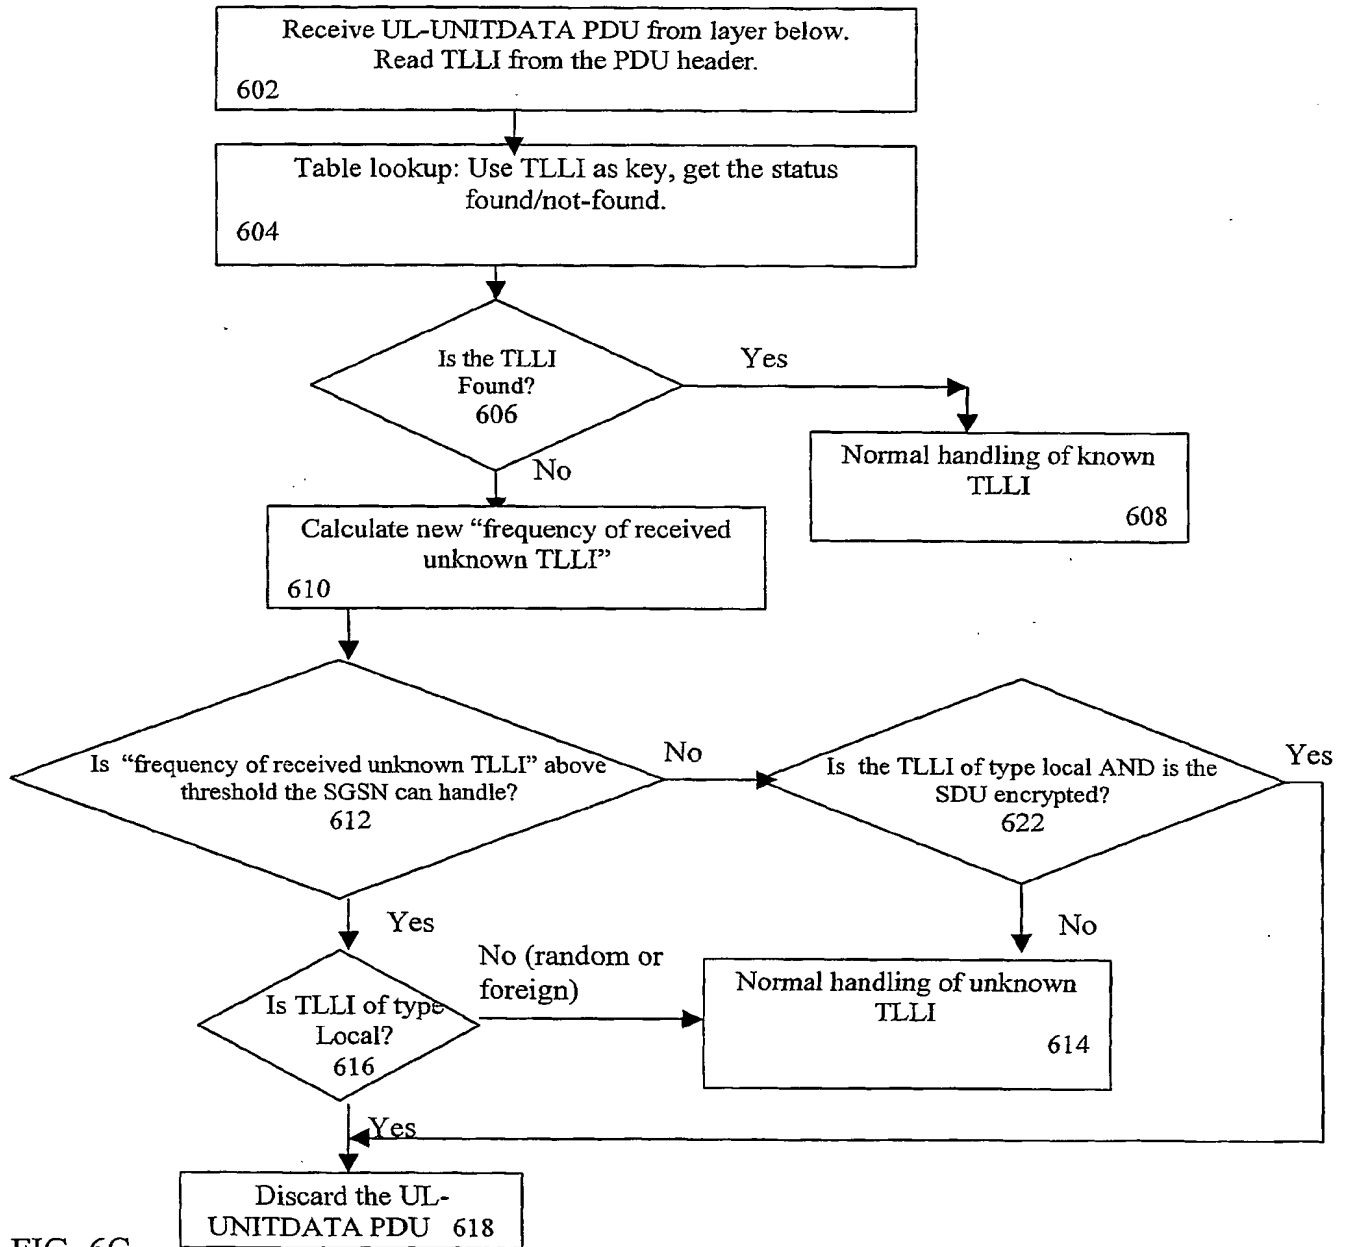 Receive UL-UNITDATA PDU from layer below.
Read TLLI from the PDU header.
602
Table lookup: Use TLLI as key, get the status
found/not-found.
604
Is the TLLI
Found?
606
Yes
No
Normal handling of known
TLLI
608
Calculate new “frequency of received
unknown TLLI”
610
Is “frequency of received unknown TLLI” above
threshold the SGSN can handle?
612
No
Is the TLLI of type local AND is the
SDU encrypted?
622
Yes
Yes
No
No (random or
foreign)
Is TLLI of type
Local?
616
Normal handling of unknown
TLLI
614
Yes
Discard the UL-
UNITDATA PDU 618